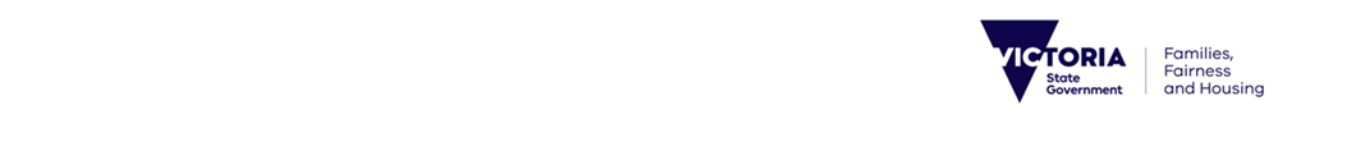 VICTORIA
State
Government
Families,
Fairness
and Housing